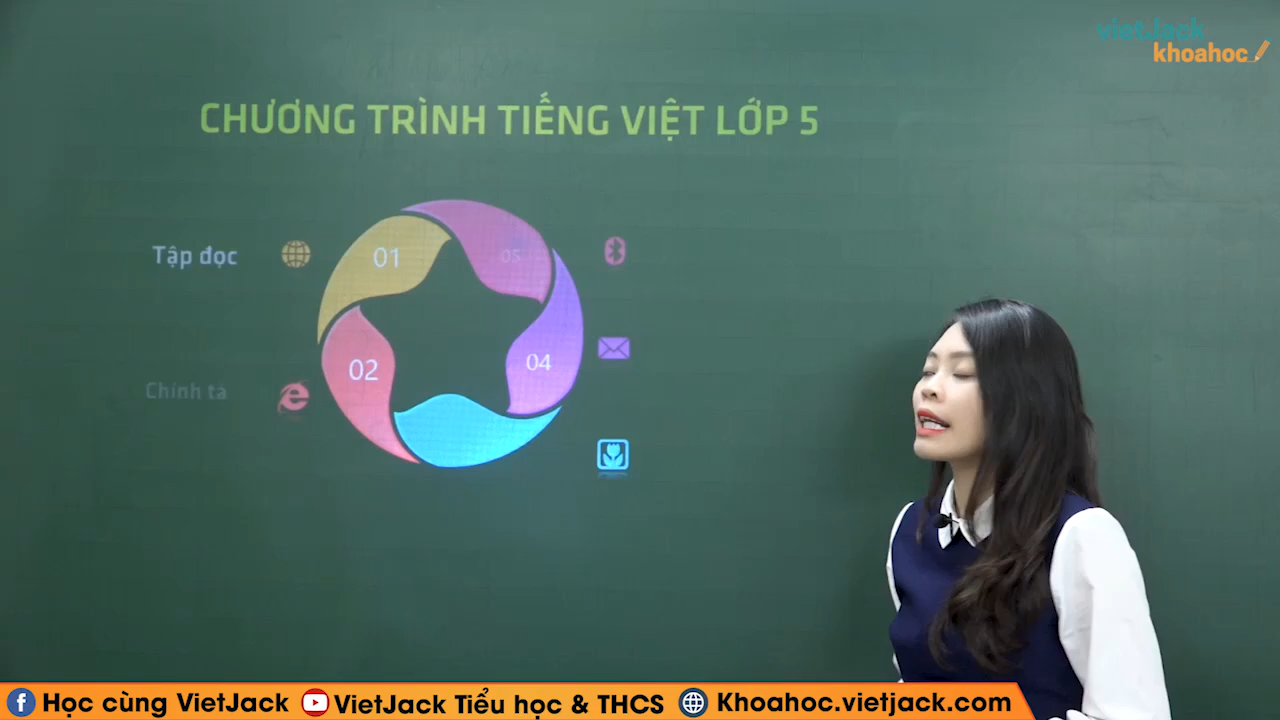 vietJack
khoahoc
CHƯƠNG TRÌNH TIẾNG VIỆT LỚP 5
Tập đọc
01
05
02
04
Chính tả
Học cùng VietJack
VietJack Tiểu học & THCS
Khoahoc.vietjack.com